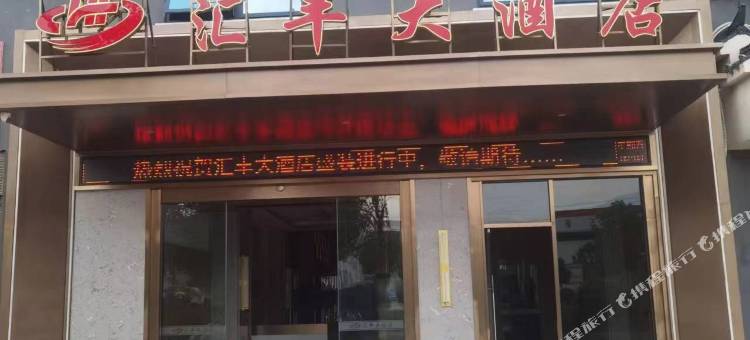 汇丰大酒店
热烈祝贺汇丰大酒店盛装进行中，敬请期待......
携程旅行
携程旅行